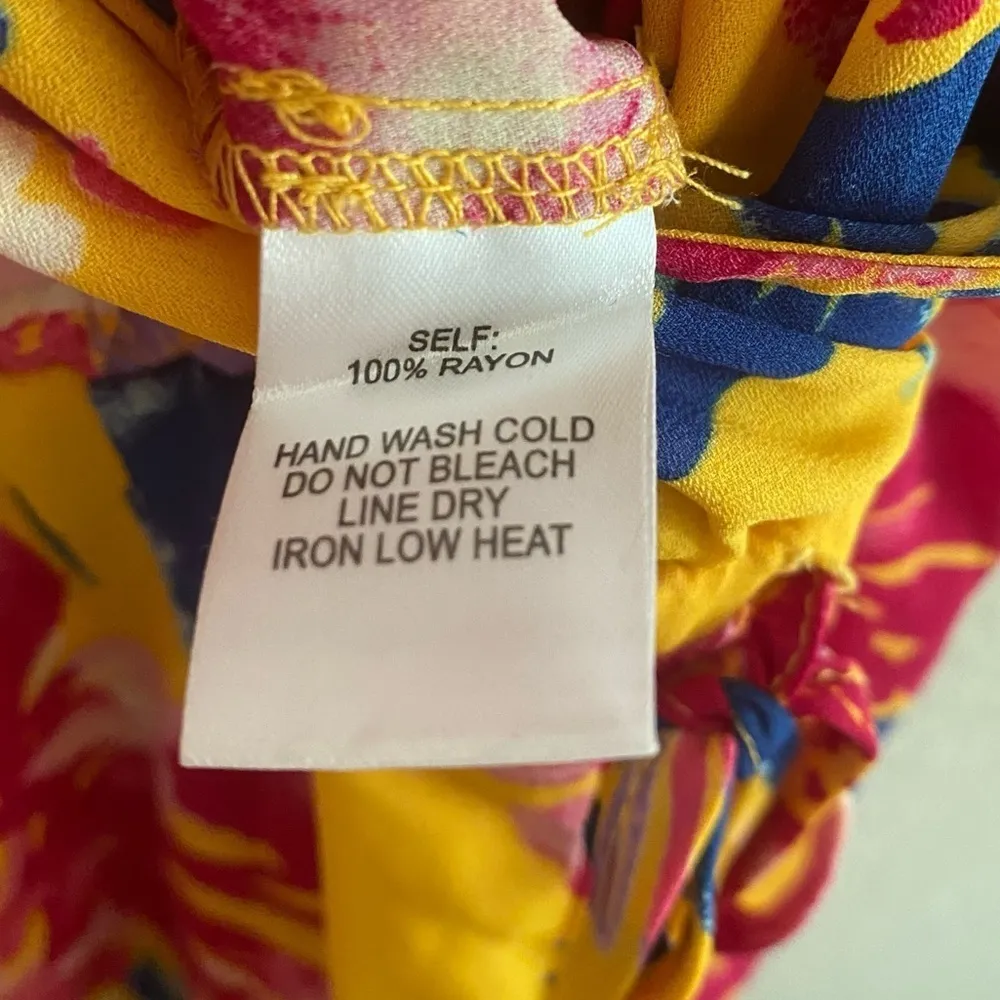 SELF:
100% RAYON
HAND WASH COLD
DO NOT BLEACH
LINE DRY
IRON LOW HEAT